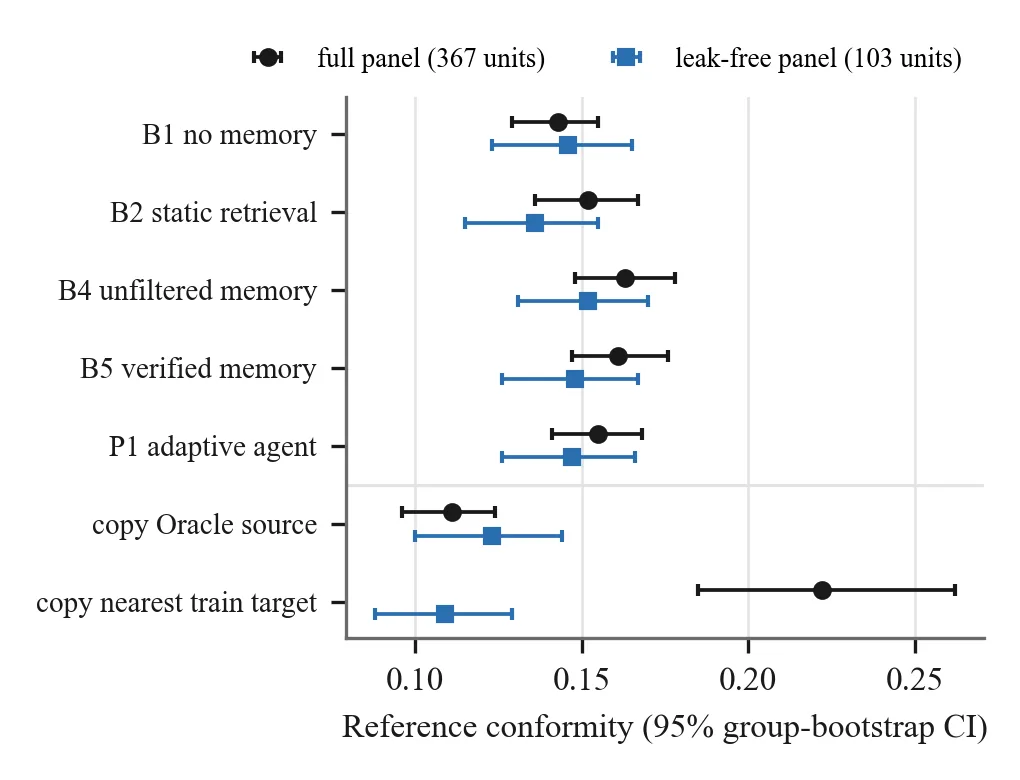 full panel (367 units)
leak-free panel (103 units)
B1 no memory
B2 static retrieval
B4 unfiltered memory
B5 verified memory
P1 adaptive agent
copy Oracle source
copy nearest train target
0.10 0.15 0.20 0.25
Reference conformity (95% group-bootstrap CI)